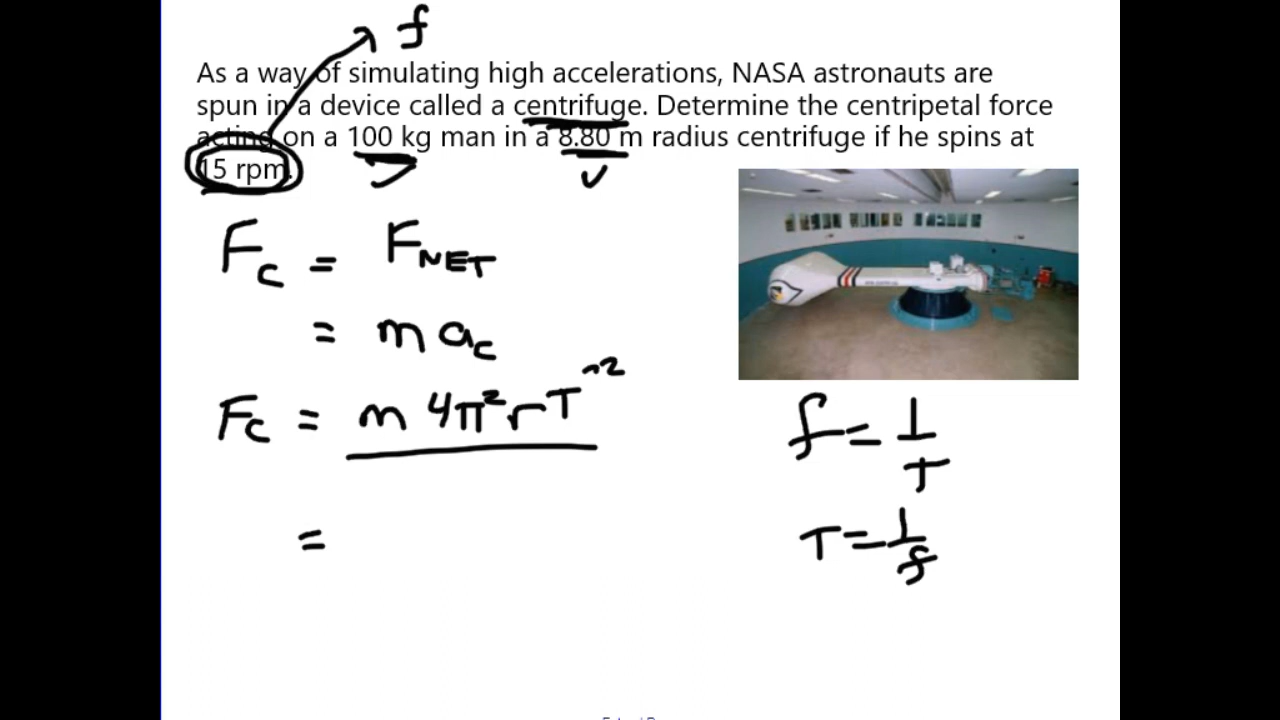 f
As a way of simulating high accelerations, NASA astronauts are
spun in a device called a centrifuge. Determine the centripetal force
acting on a 100 kg man in a 8.80 m radius centrifuge if he spins at
15 rpm.
Fc = FNET
= m ac
Fc = m 4π²rT⁻²
=
f = 1/T
T = 1/f